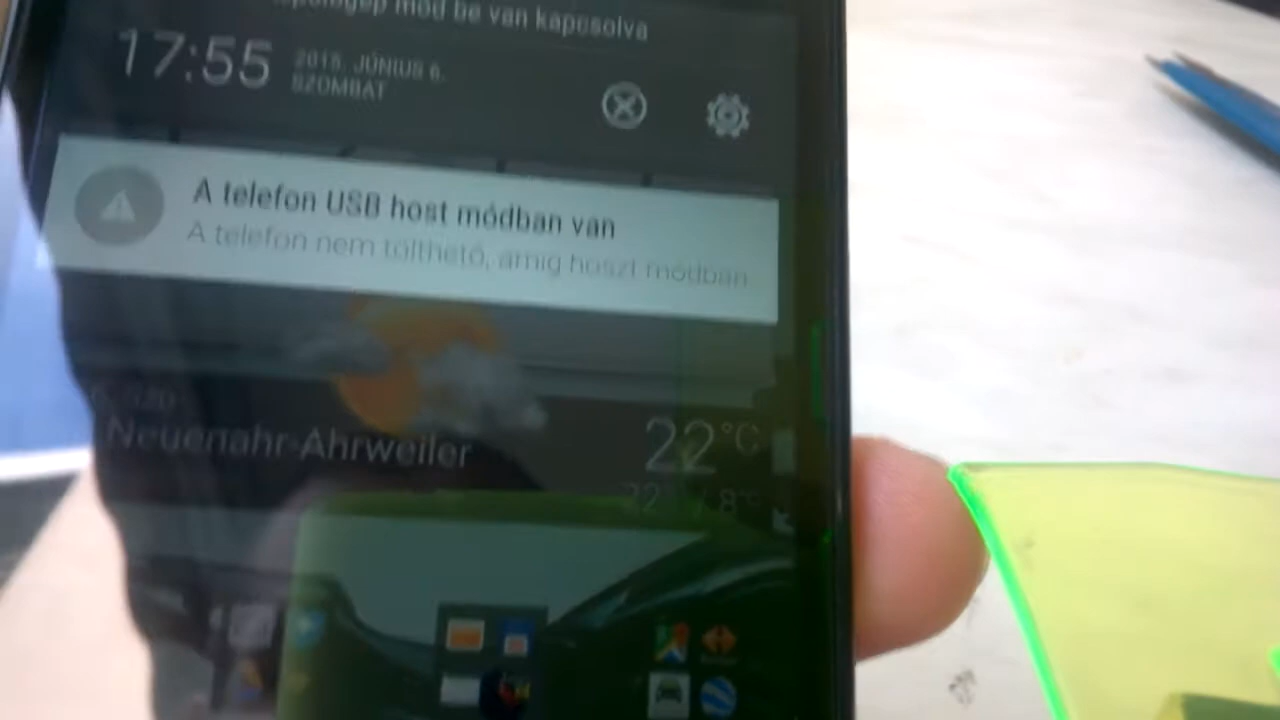 mód be van kapcsolva
17:55
2015. JÚNIUS 6.
SZOMBAT
A telefon USB host módban van
A telefon nem tölthető, amíg hoszt módban
Neuenahr-Ahrweiler
22°C